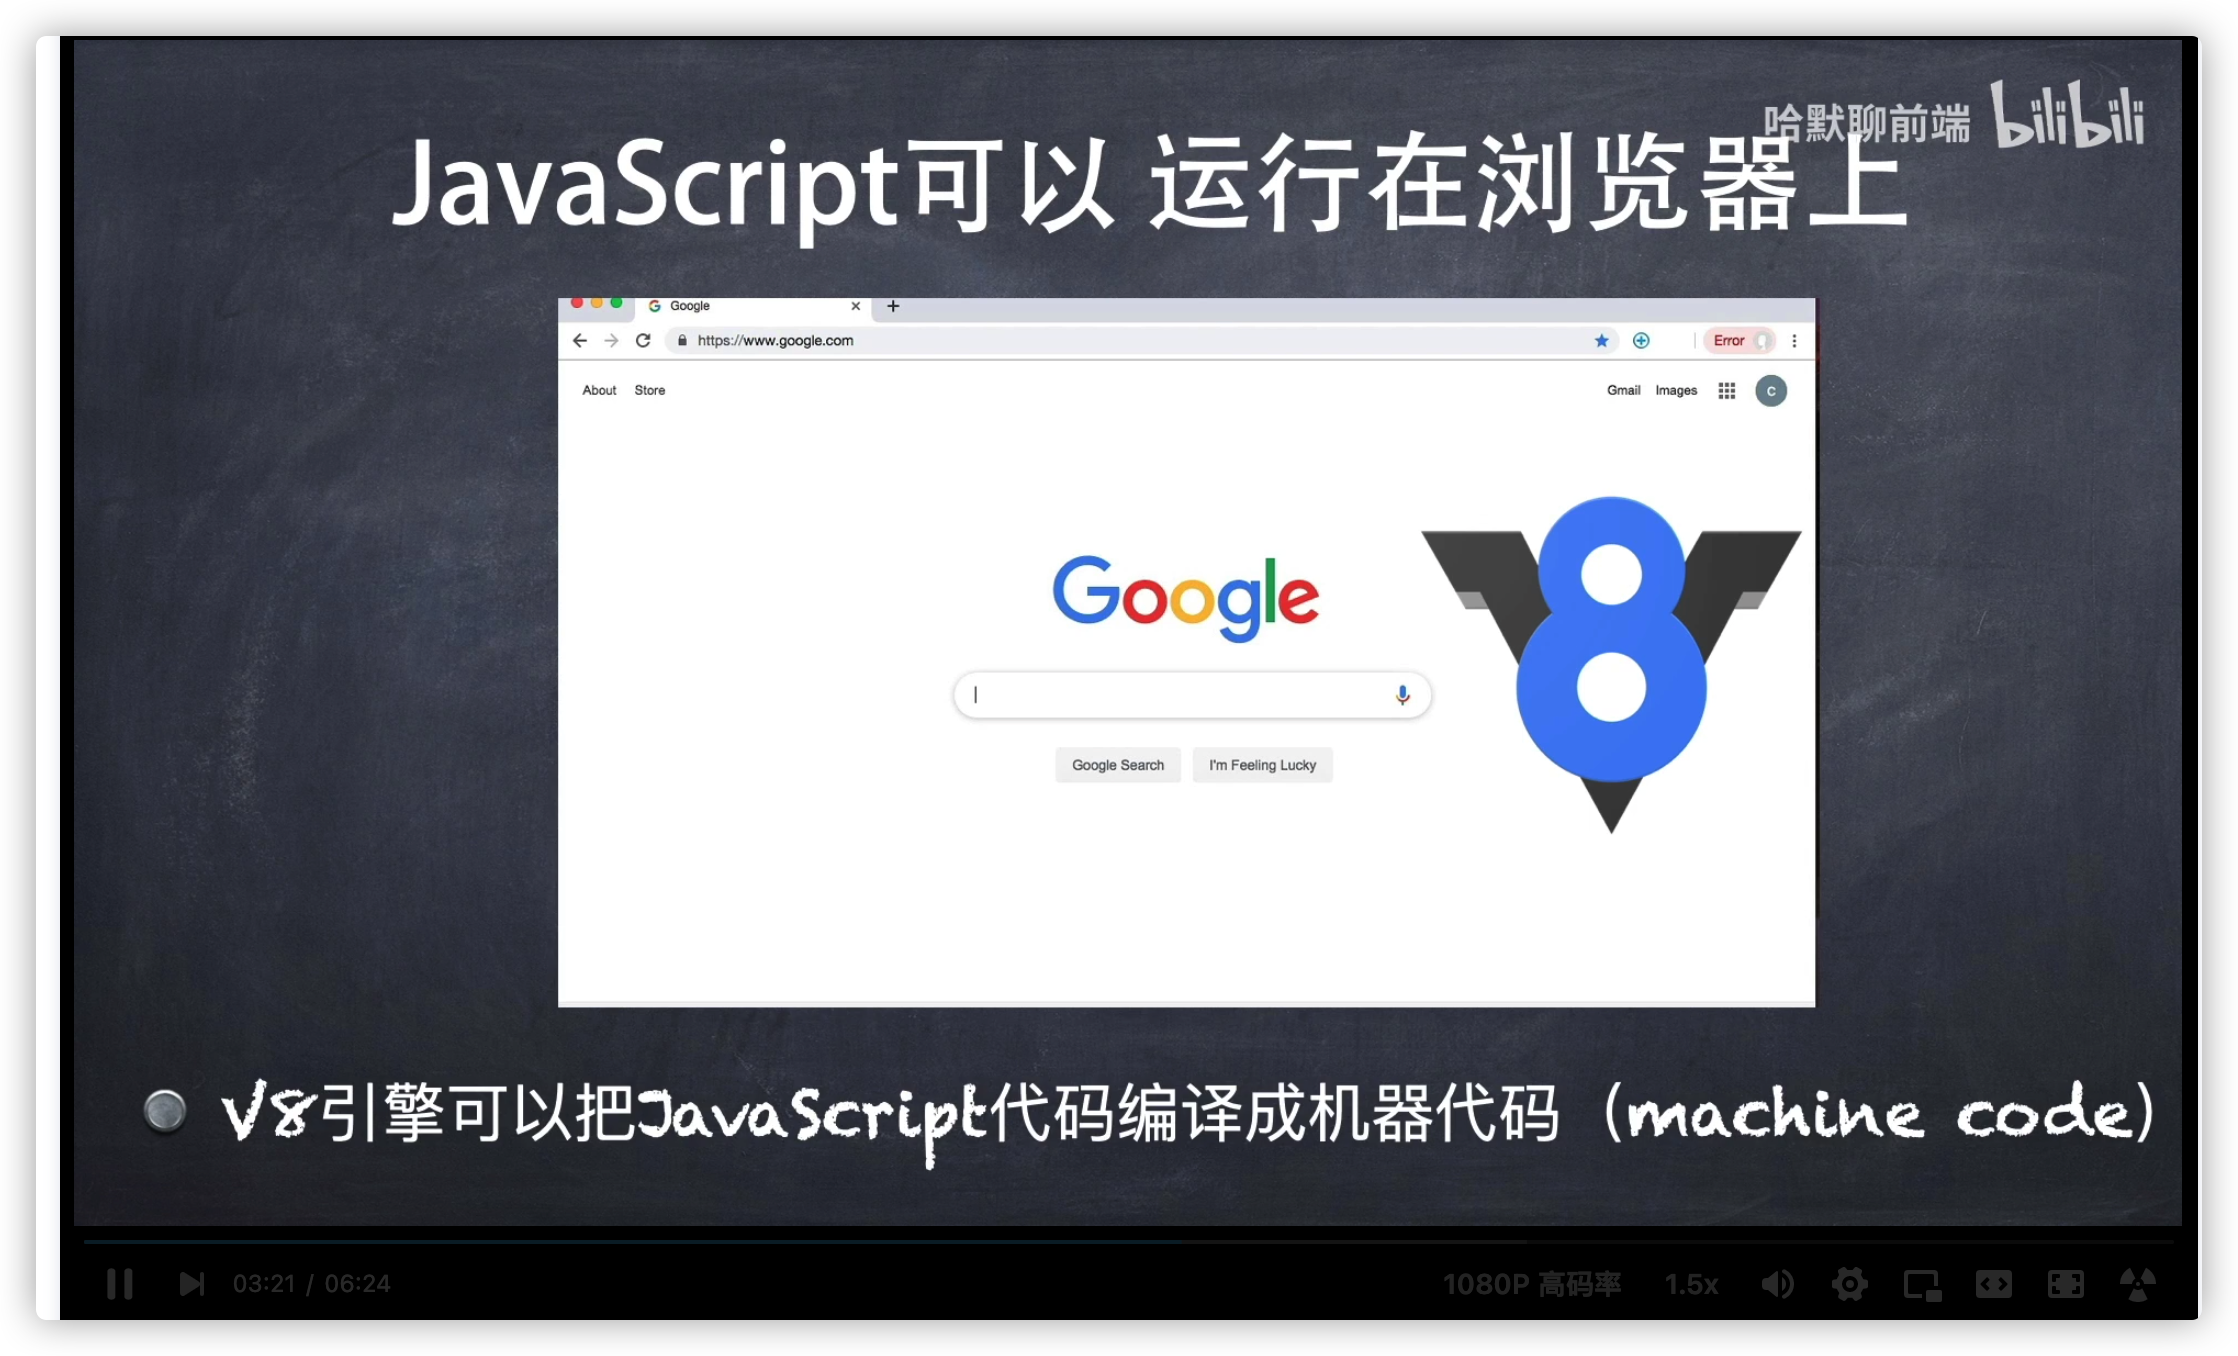 哈默聊前端 bilibili
JavaScript可以 运行在浏览器上
Google
https://www.google.com Error
About Store Gmail Images C
Google
Google Search I'm Feeling Lucky
V8
V8引擎可以把JavaScript代码编译成机器代码（machine code）
03:21 / 06:24 1080P 高码率 1.5x